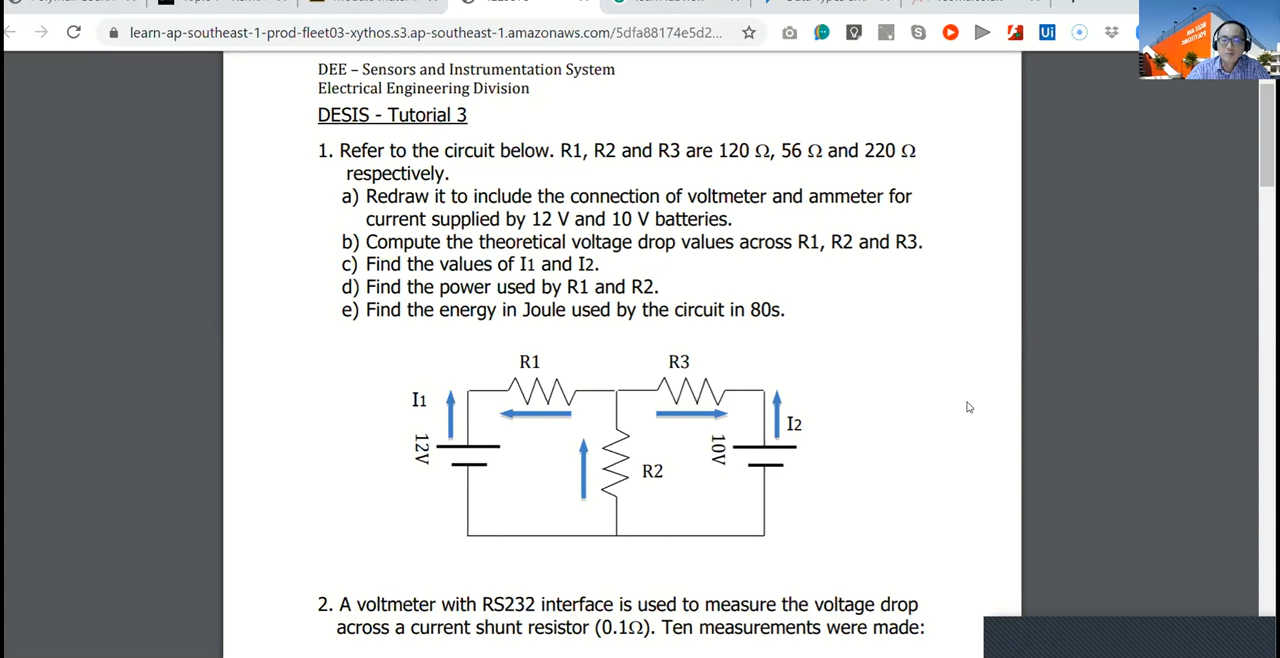 learn-ap-southeast-1-prod-fleet03-xythos.s3.ap-southeast-1.amazonaws.com/5dfa88174e5d2...
Ui
DEE – Sensors and Instrumentation System
Electrical Engineering Division
DESIS - Tutorial 3
1. Refer to the circuit below. R1, R2 and R3 are 120 Ω, 56 Ω and 220 Ω
respectively.
a) Redraw it to include the connection of voltmeter and ammeter for
current supplied by 12 V and 10 V batteries.
b) Compute the theoretical voltage drop values across R1, R2 and R3.
c) Find the values of I1 and I2.
d) Find the power used by R1 and R2.
e) Find the energy in Joule used by the circuit in 80s.
R1
R3
I1
I2
12V
10V
R2
2. A voltmeter with RS232 interface is used to measure the voltage drop
across a current shunt resistor (0.1Ω). Ten measurements were made: